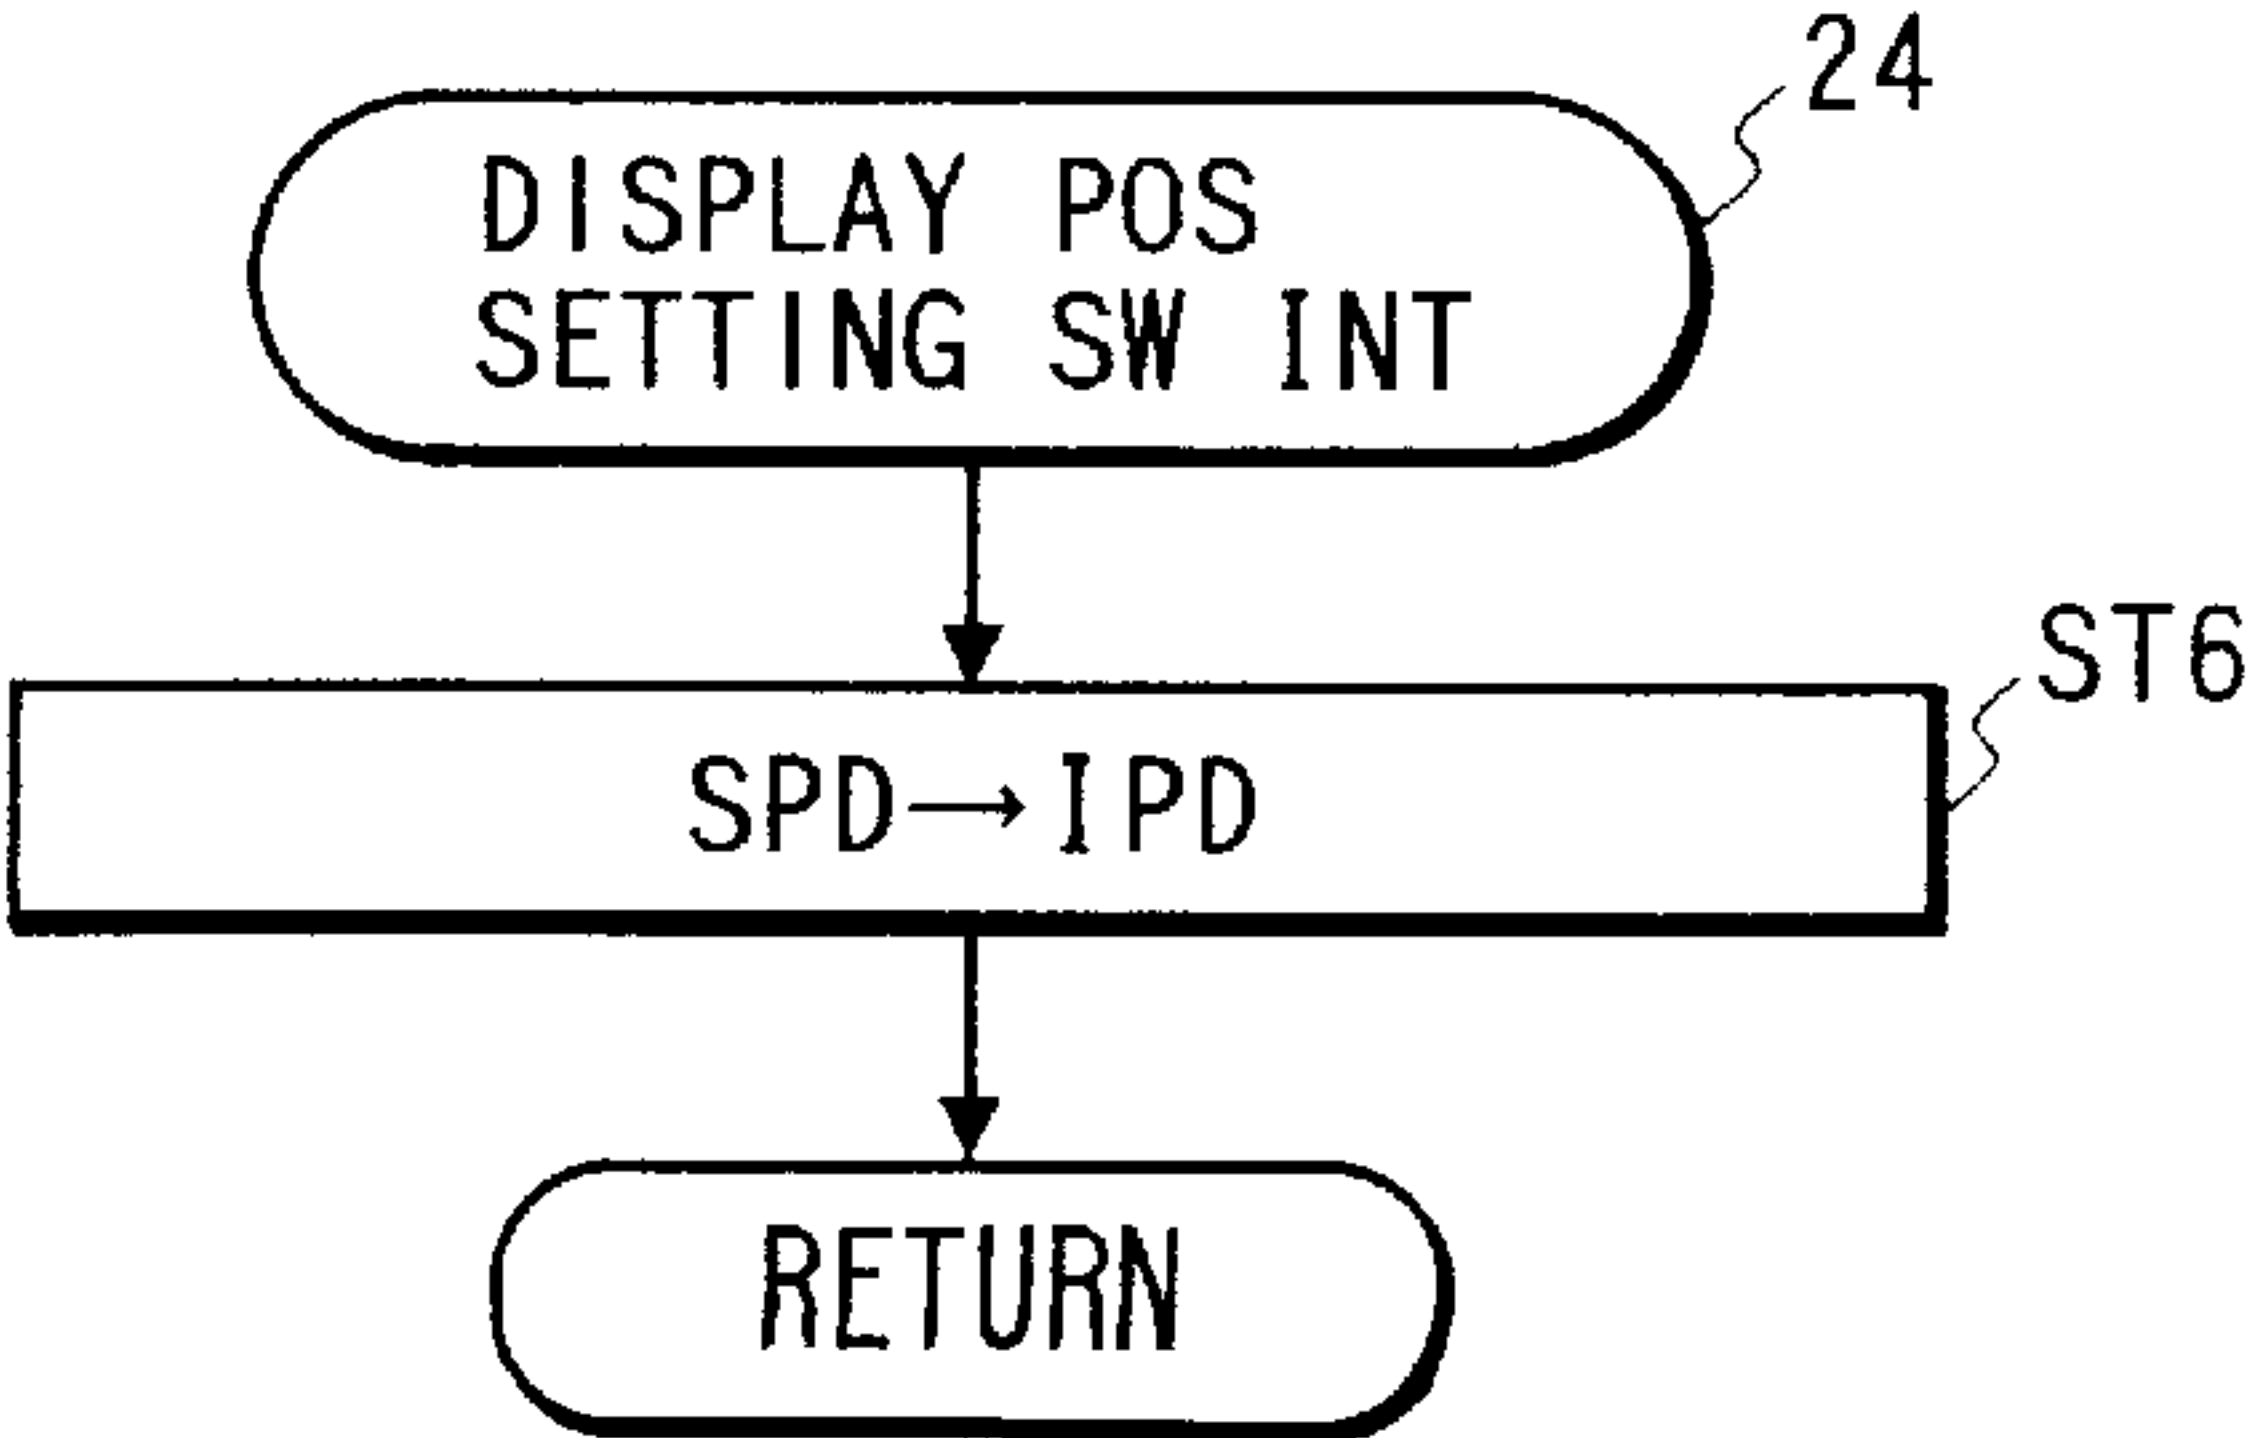 24
DISPLAY POS
SETTING SW INT
ST6
SPD→IPD
RETURN